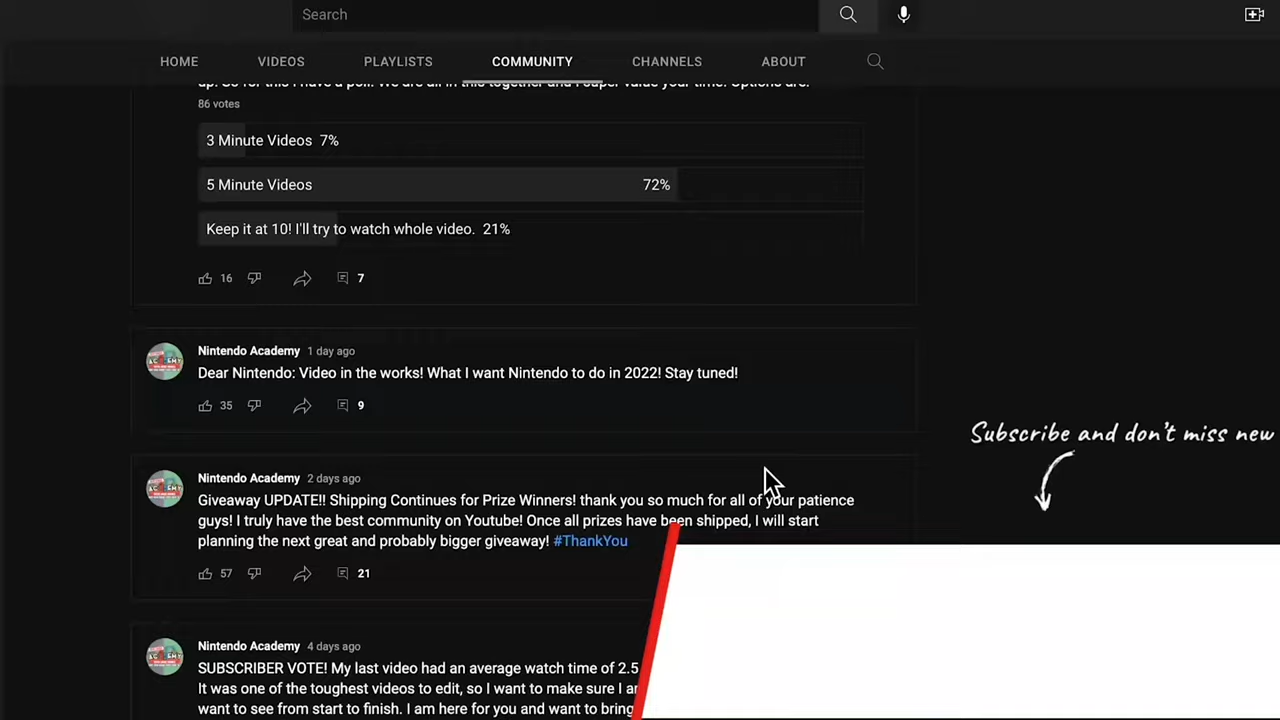 Search
HOME VIDEOS PLAYLISTS COMMUNITY CHANNELS ABOUT
up! So for this I have a poll! We are all in this together and I super value your time! Options are:
86 votes
3 Minute Videos 7%
5 Minute Videos 72%
Keep it at 10! I'll try to watch whole video. 21%
16 7
Nintendo Academy 1 day ago
Dear Nintendo: Video in the works! What I want Nintendo to do in 2022! Stay tuned!
35 9
Subscribe and don't miss new
Nintendo Academy 2 days ago
Giveaway UPDATE!! Shipping Continues for Prize Winners! thank you so much for all of your patience
guys! I truly have the best community on Youtube! Once all prizes have been shipped, I will start
planning the next great and probably bigger giveaway! #ThankYou
57 21
Nintendo Academy 4 days ago
SUBSCRIBER VOTE! My last video had an average watch time of 2.5
It was one of the toughest videos to edit, so I want to make sure I
want to see from start to finish. I am here for you and want to bring